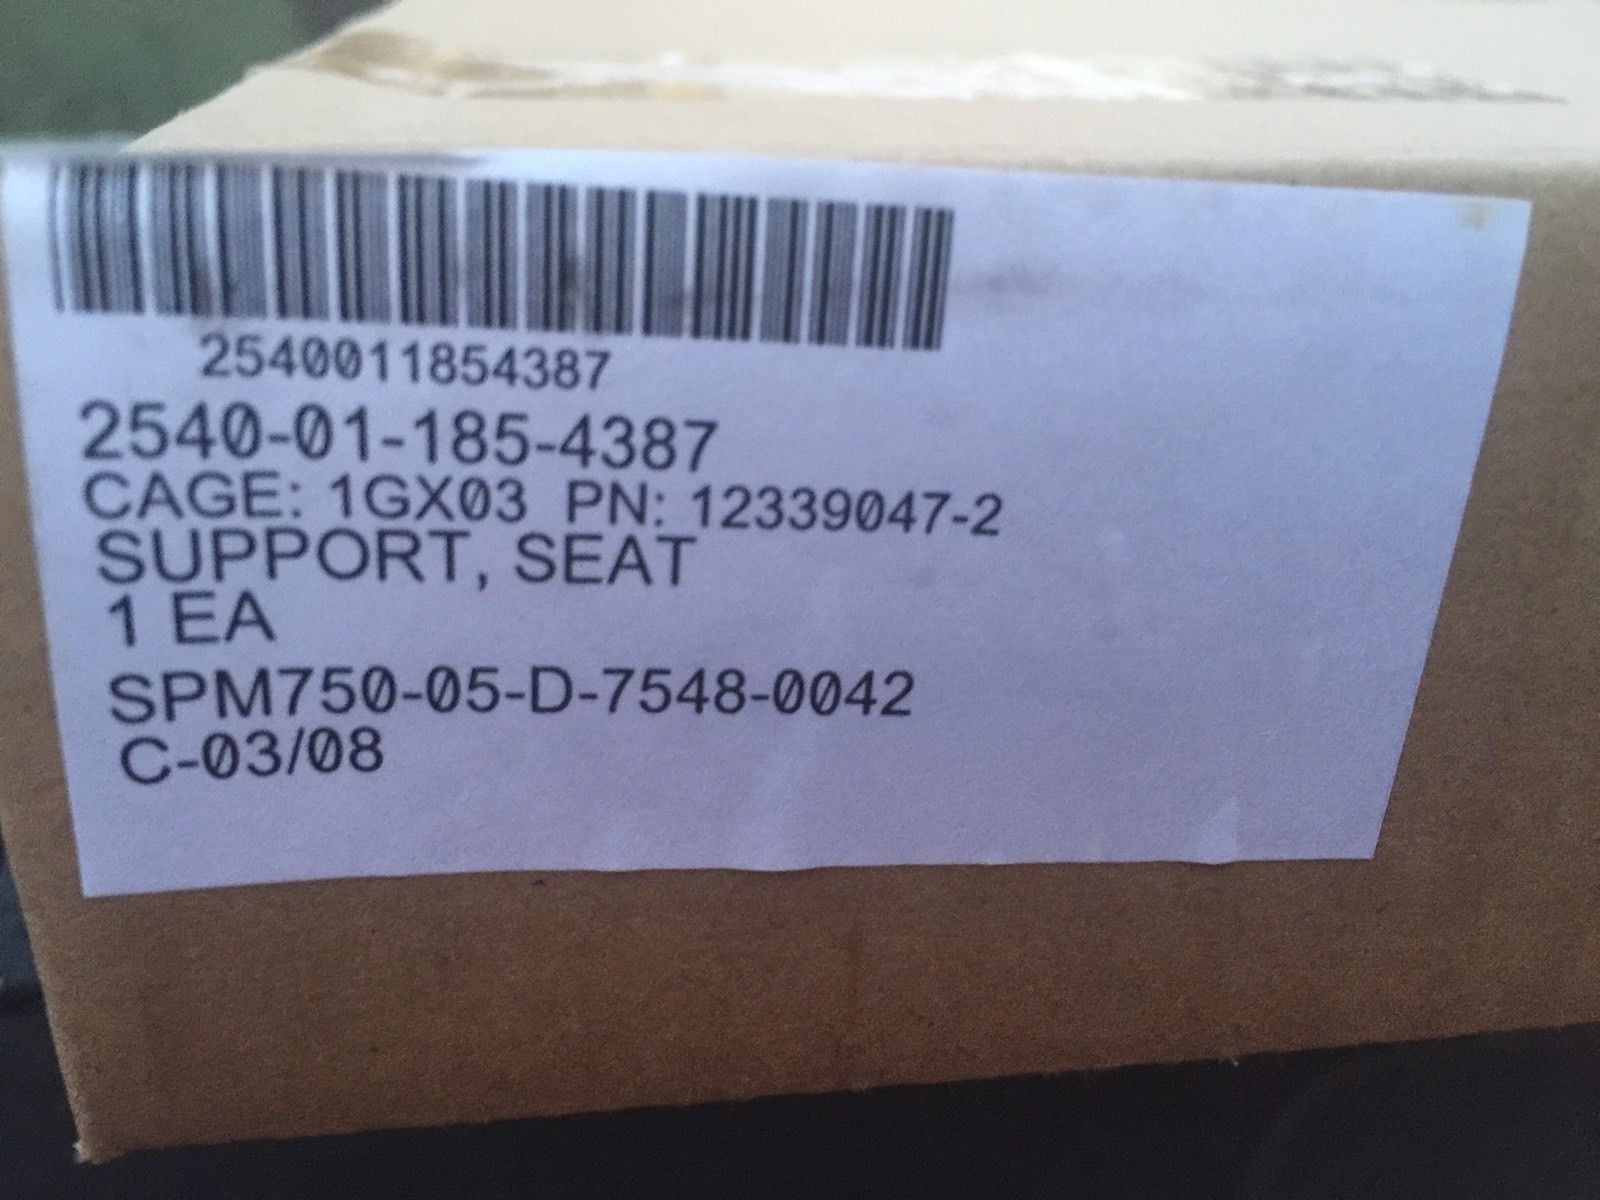 2540011854387
2540-01-185-4387
CAGE: 1GX03 PN: 12339047-2
SUPPORT, SEAT
1 EA
SPM750-05-D-7548-0042
C-03/08